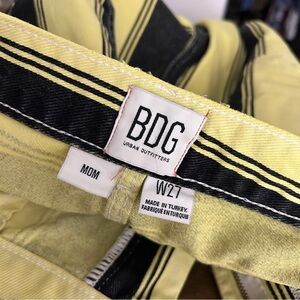 BDG
URBAN OUTFITTERS
MOM
W27
MADE IN TURKEY.
FABRIQUÉ EN TURQUIE